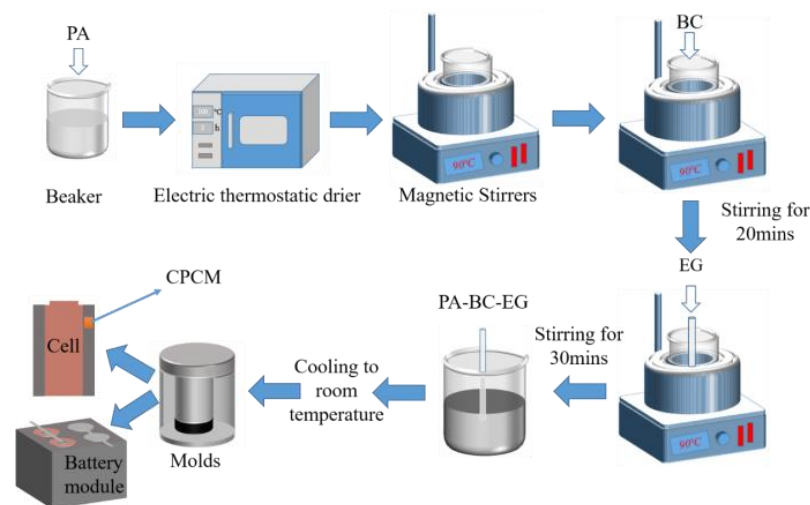 PA
BC
100 °C
h
90°C
90°C
Beaker
Electric thermostatic drier
Magnetic Stirrers
Stirring for
20mins
EG
CPCM
Cell
PA-BC-EG
Stirring for
30mins
Cooling to
room
temperature
90°C
Molds
Battery
module